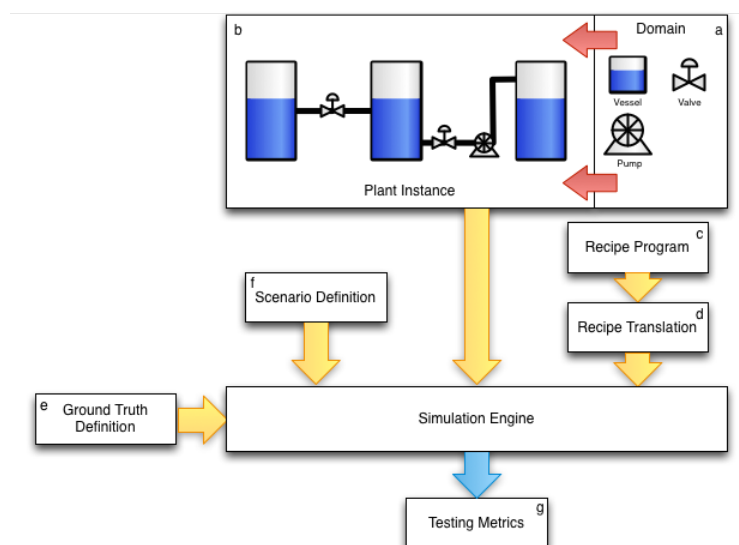 b
Domain
a
Vessel
Valve
Pump
Plant Instance
c
Recipe Program
f
Scenario Definition
d
Recipe Translation
e
Ground Truth
Definition
Simulation Engine
g
Testing Metrics